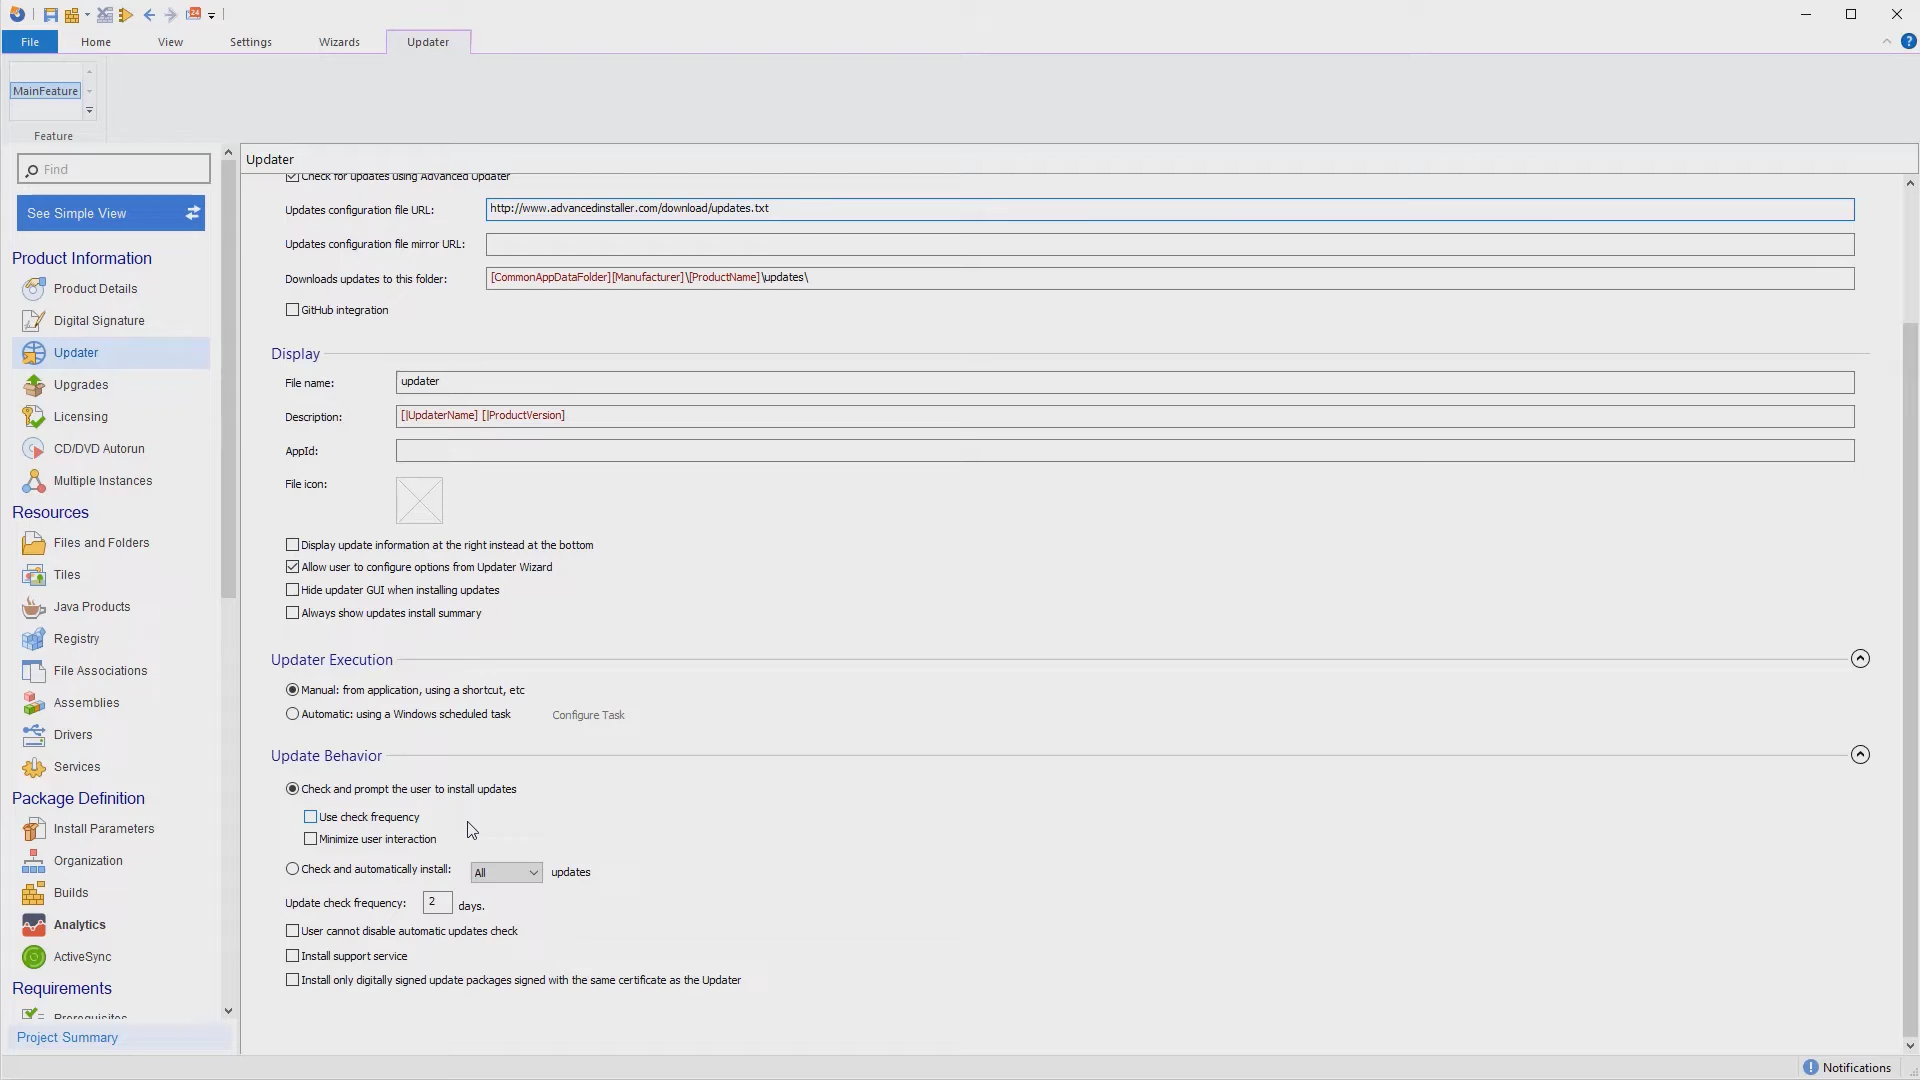 File
Home
View
Settings
Wizards
Updater
?
MainFeature
Feature
Find
See Simple View
Product Information
Product Details
Digital Signature
Updater
Upgrades
Licensing
CD/DVD Autorun
Multiple Instances
Resources
Files and Folders
Tiles
Java Products
Registry
File Associations
Assemblies
Drivers
Services
Package Definition
Install Parameters
Organization
Builds
Analytics
ActiveSync
Requirements
Prerequisites
Project Summary
Updater
Check for updates using Advanced Updater
Updates configuration file URL: http://www.advancedinstaller.com/download/updates.txt
Updates configuration file mirror URL:
Downloads updates to this folder: [CommonAppDataFolder][Manufacturer]\[ProductName]\updates\
GitHub integration
Display
File name: updater
Description: [|UpdaterName] [|ProductVersion]
AppId:
File icon:
Display update information at the right instead at the bottom
Allow user to configure options from Updater Wizard
Hide updater GUI when installing updates
Always show updates install summary
Updater Execution
Manual: from application, using a shortcut, etc
Automatic: using a Windows scheduled task Configure Task
Update Behavior
Check and prompt the user to install updates
Use check frequency
Minimize user interaction
Check and automatically install: All updates
Update check frequency: 2 days.
User cannot disable automatic updates check
Install support service
Install only digitally signed update packages signed with the same certificate as the Updater
Notifications